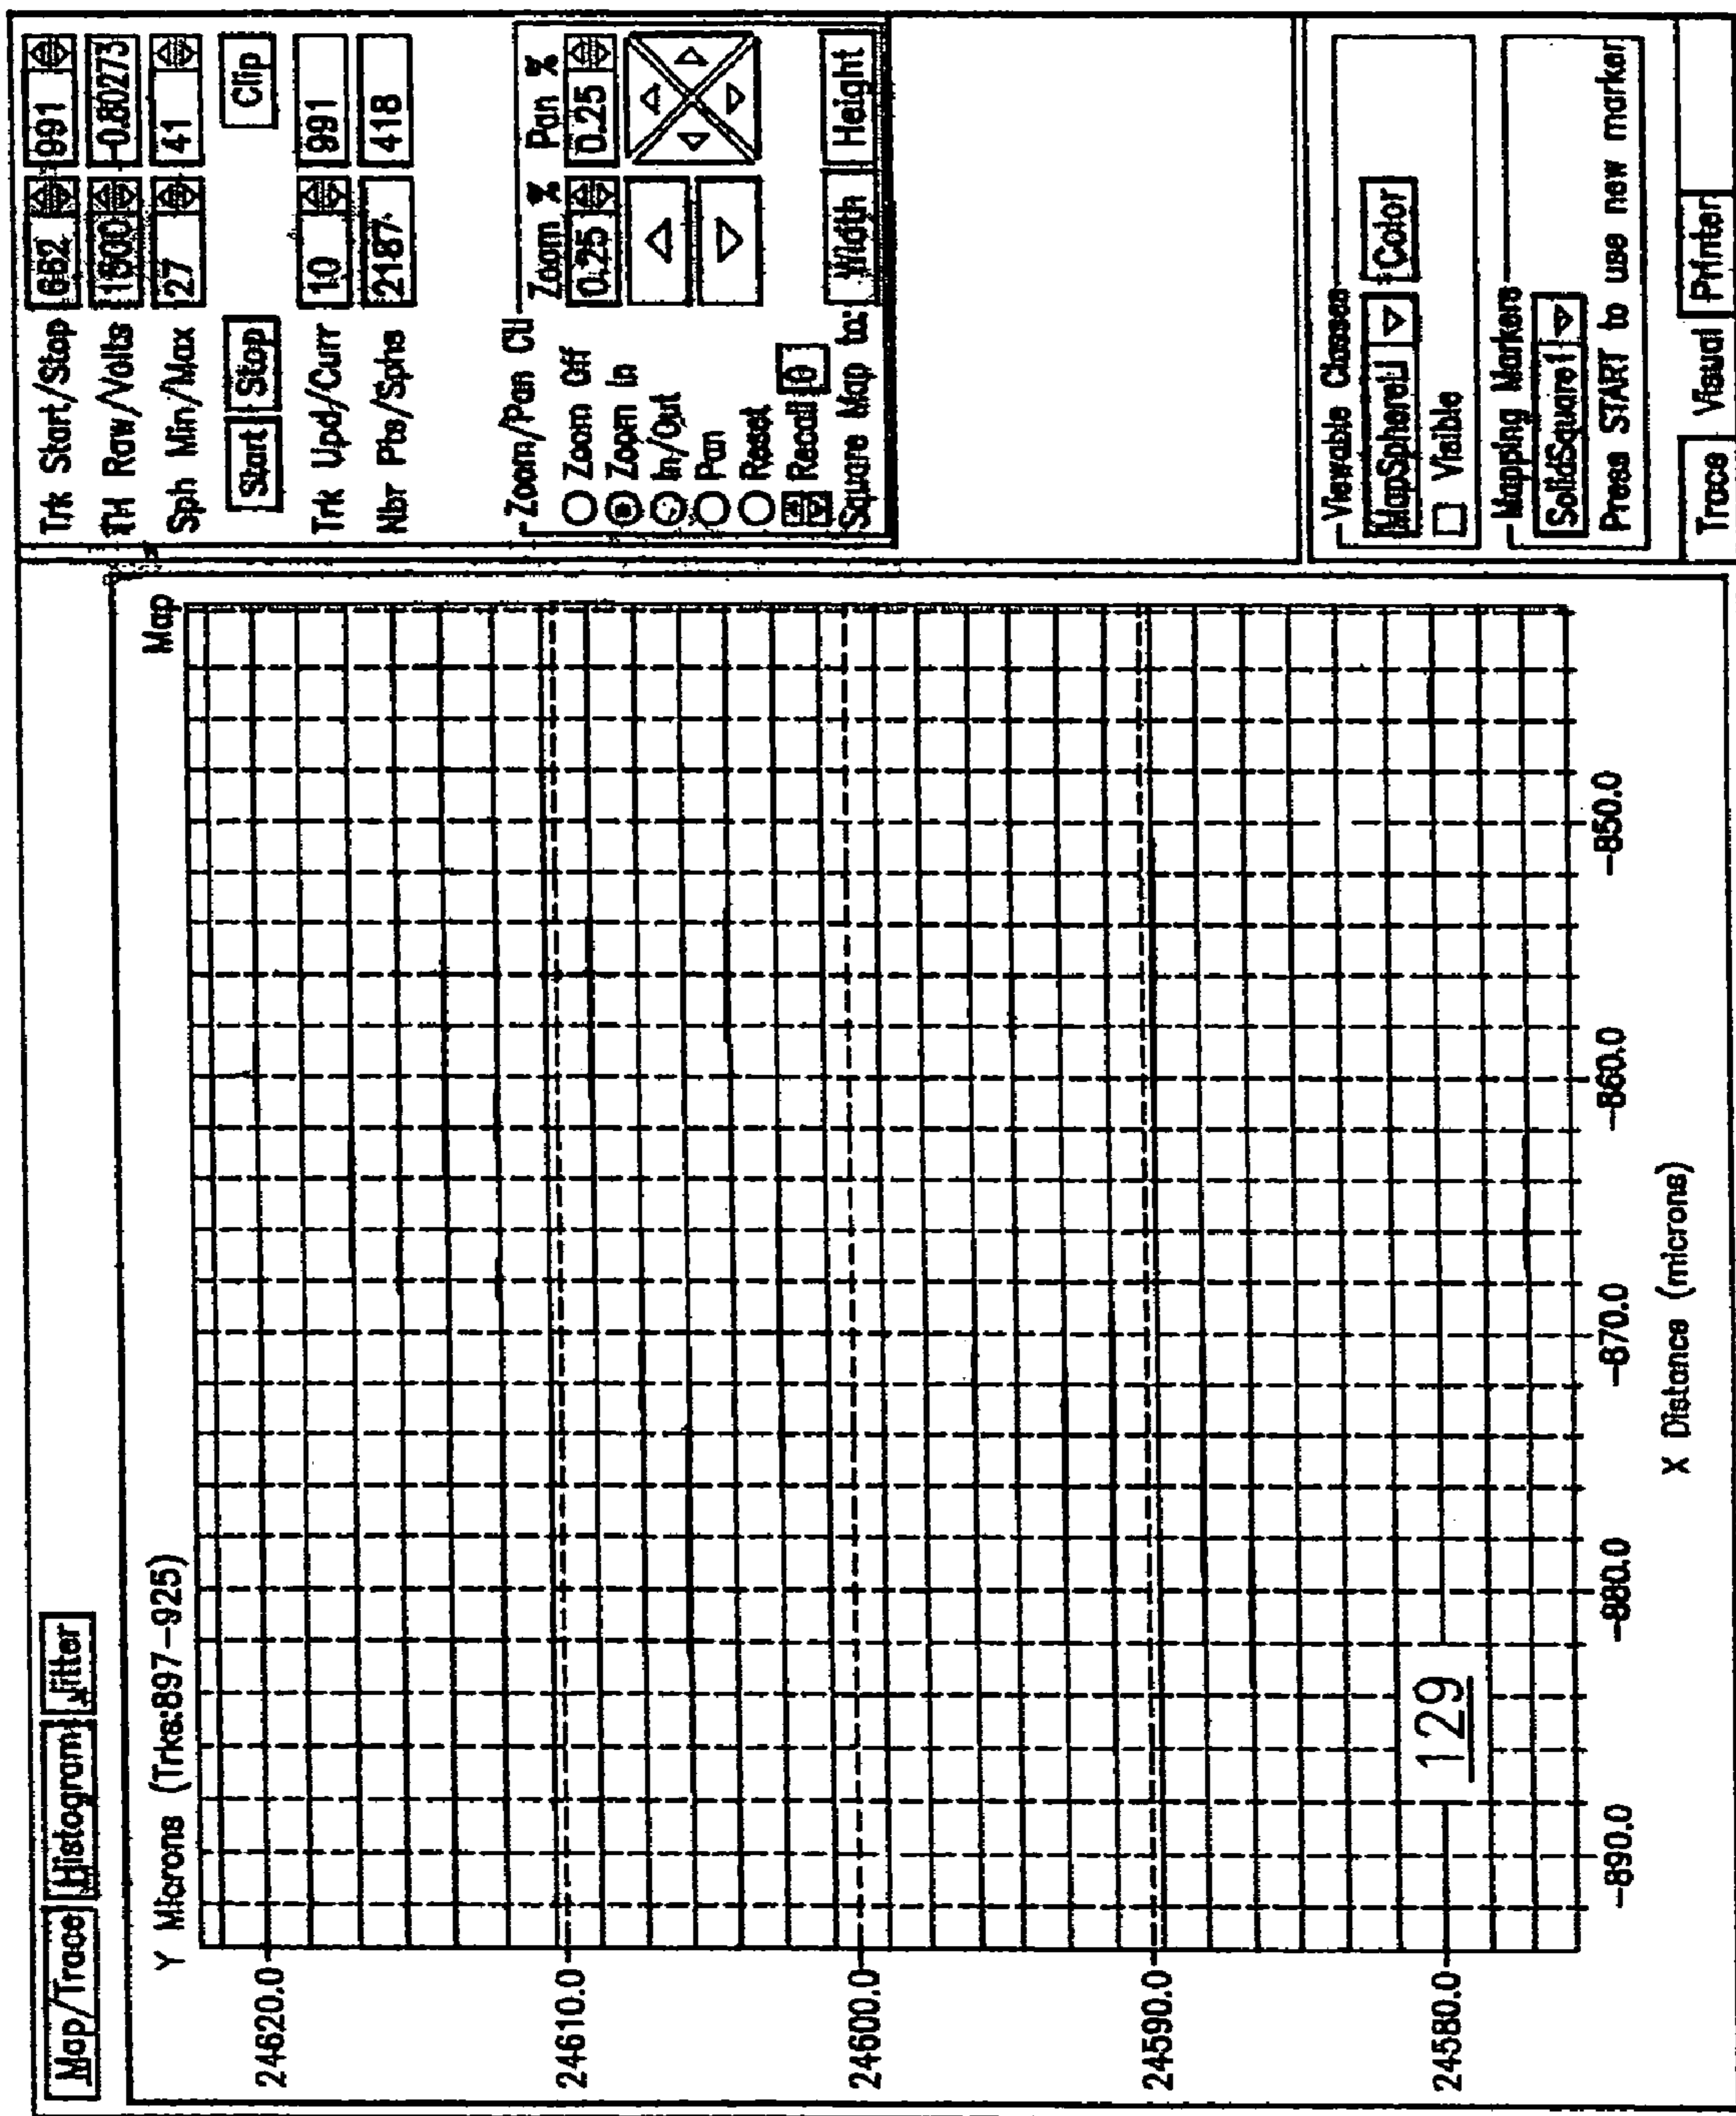 Map/Trace Histogram Jitter
Y Microns (Trks:897-925)
Map
24620.0
24610.0
24600.0
24590.0
24580.0
129
-890.0 -880.0 -870.0 -860.0 -850.0
X Distance (microns)
Trk Start/Stop 662 991
TH Raw/Volts 1500 -0.80273
Sph Min/Max 27 41
Start Stop Clip
Trk Upd/Curr 10 991
Nbr Pts/Sphs 2187 418
Zoom/Pan Ctl Zoom % Pan %
Zoom Off 0.25 0.25
Zoom In
In/Out
Pan
Reset
Recall 0
Square Map to: Width Height
Viewable Classes
MapSphereLl Color
Visible
Mapping Markers
SolidSquare1
Press START to use new marker
Trace Visual Printer